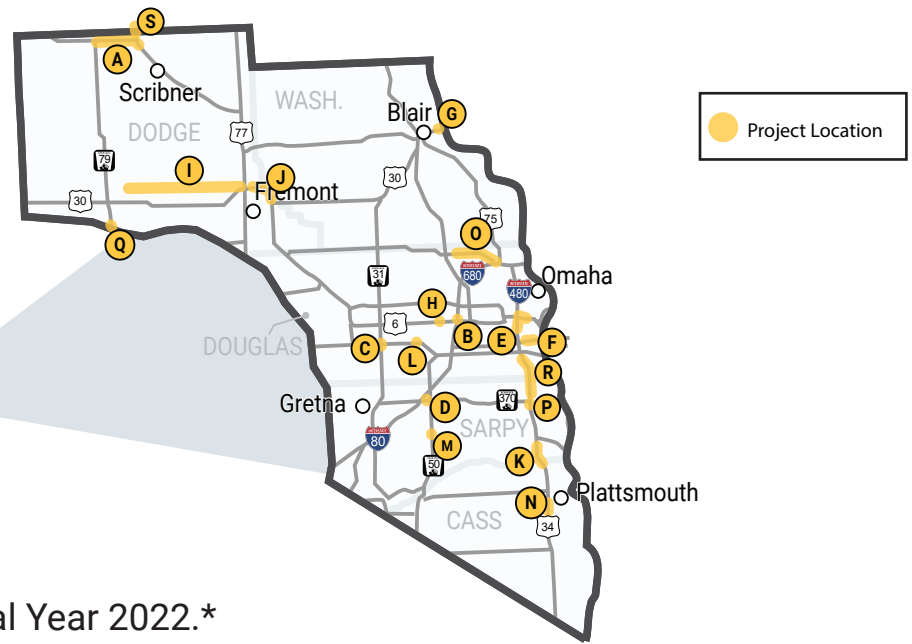 S
A
Scribner
WASH.
Blair
G
DODGE
77
79
I
J
30
Fremont
30
75
Q
O
31
680
Omaha
480
H
6
B
E
F
DOUGLAS
C
L
R
Gretna
D
370
P
80
SARPY
M
50
K
Plattsmouth
N
CASS
34
Project Location
al Year 2022.*